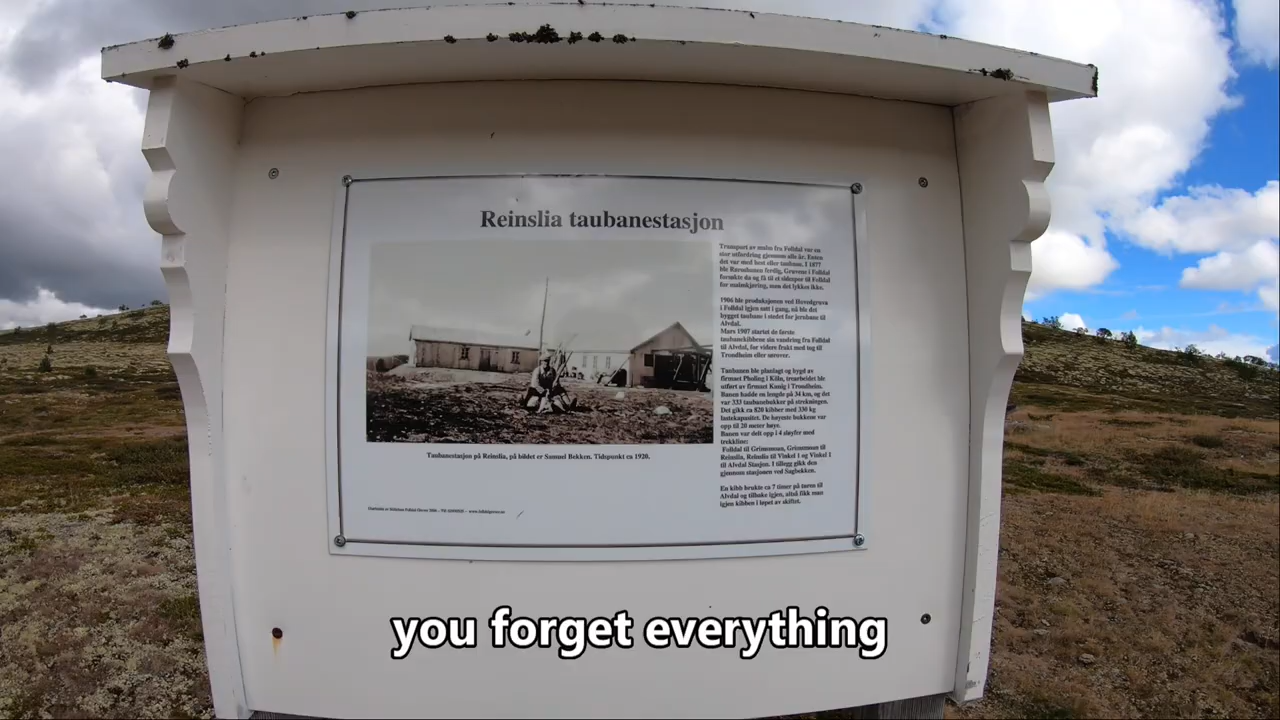 Reinslia taubanestasjon
Transport av malm fra Folldal var en
stor utfordring gjennom alle år. Enten
det var med hest eller taubane. I 1877
ble Rørosbanen ferdig, Gruvene i Folldal
forsøkte da og få til et sidespor til Folldal
for malmkjøring, men det lykkes ikke.
1906 ble produksjonen ved Hovedgruva
i Folldal igjen satt i gang, nå ble det
bygget taubane i stedet for jernbane til
Alvdal.
Mars 1907 startet de første
taubanekibbene sin vandring fra Folldal
til Alvdal, for videre frakt med tog til
Trondheim eller sørover.
Taubanen ble planlagt og bygd av
firmaet Pholing i Köln, trearbeidet ble
utført av firmaet Konig i Trondheim.
Banen hadde en lengde på 34 km, og det
var 333 taubanebukker på strekningen.
Det gikk ca 820 kibber med 330 kg
lastekapasitet. De høyeste bukkene var
opp til 20 meter høye.
Banen var delt opp i 4 sløyfer med
trekkline:
Folldal til Grimsmoan, Grimsmoan til
Reinslia, Reinslia til Vinkel 1 og Vinkel 1
til Alvdal Stasjon. I tillegg gikk den
gjennom stasjonen ved Sagbekken.
En kibb brukte ca 7 timer på turen til
Alvdal og tilbake igjen, altså fikk man
igjen kibben i løpet av skiftet.
Taubanestasjon på Reinslia, på bildet er Samuel Bekken. Tidspunkt ca 1920.
www.folldalgruver.no
you forget everything